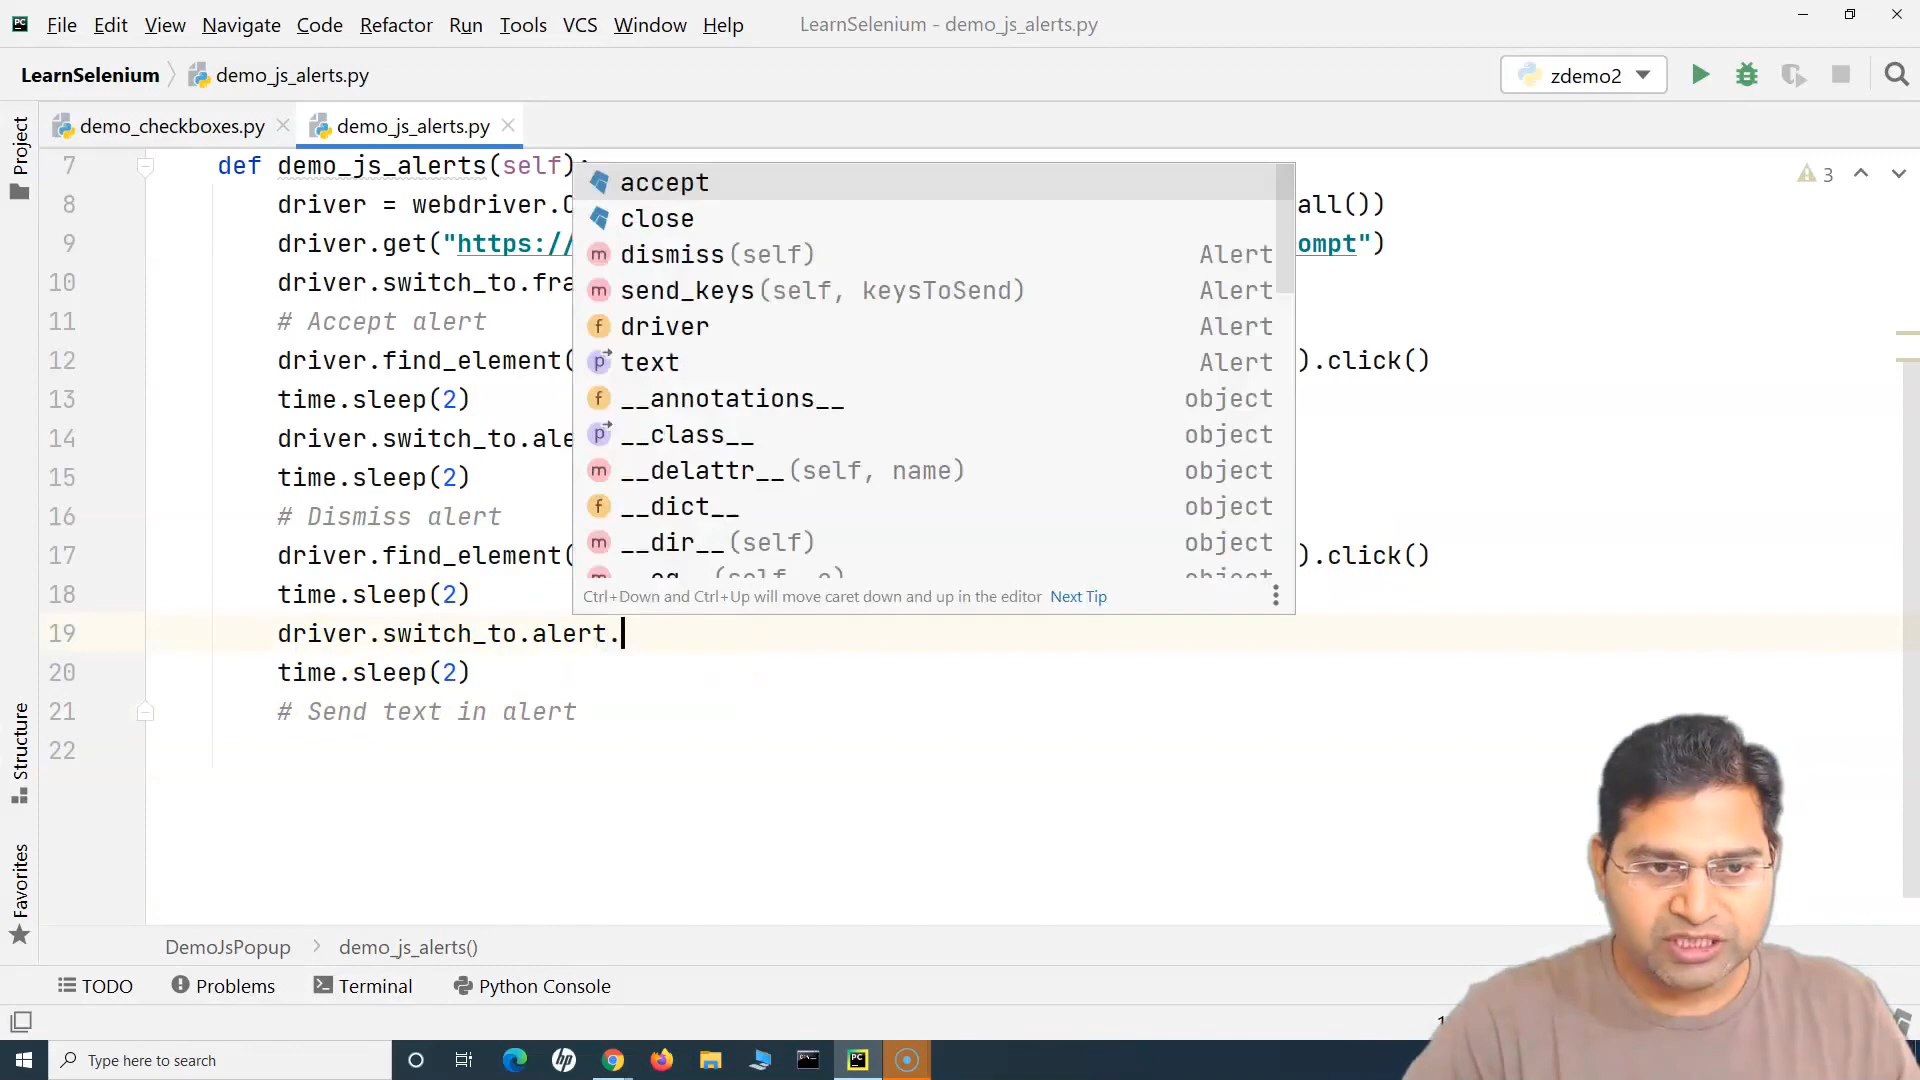 File Edit View Navigate Code Refactor Run Tools VCS Window Help LearnSelenium - demo_js_alerts.py
LearnSelenium demo_js_alerts.py zdemo2
demo_checkboxes.py demo_js_alerts.py
Project
Structure
Favorites
7 def demo_js_alerts(self):
8 driver = webdriver. all())
9 driver.get("https:// ompt")
10 driver.switch_to.fra
11 # Accept alert
12 driver.find_element( ).click()
13 time.sleep(2)
14 driver.switch_to.ale
15 time.sleep(2)
16 # Dismiss alert
17 driver.find_element( ).click()
18 time.sleep(2)
19 driver.switch_to.alert.
20 time.sleep(2)
21 # Send text in alert
22
3
accept
close
dismiss(self) Alert
send_keys(self, keysToSend) Alert
driver Alert
text Alert
__annotations__ object
__class__ object
__delattr__(self, name) object
__dict__ object
__dir__(self) object
Ctrl+Down and Ctrl+Up will move caret down and up in the editor Next Tip
DemoJsPopup demo_js_alerts()
TODO Problems Terminal Python Console
Type here to search